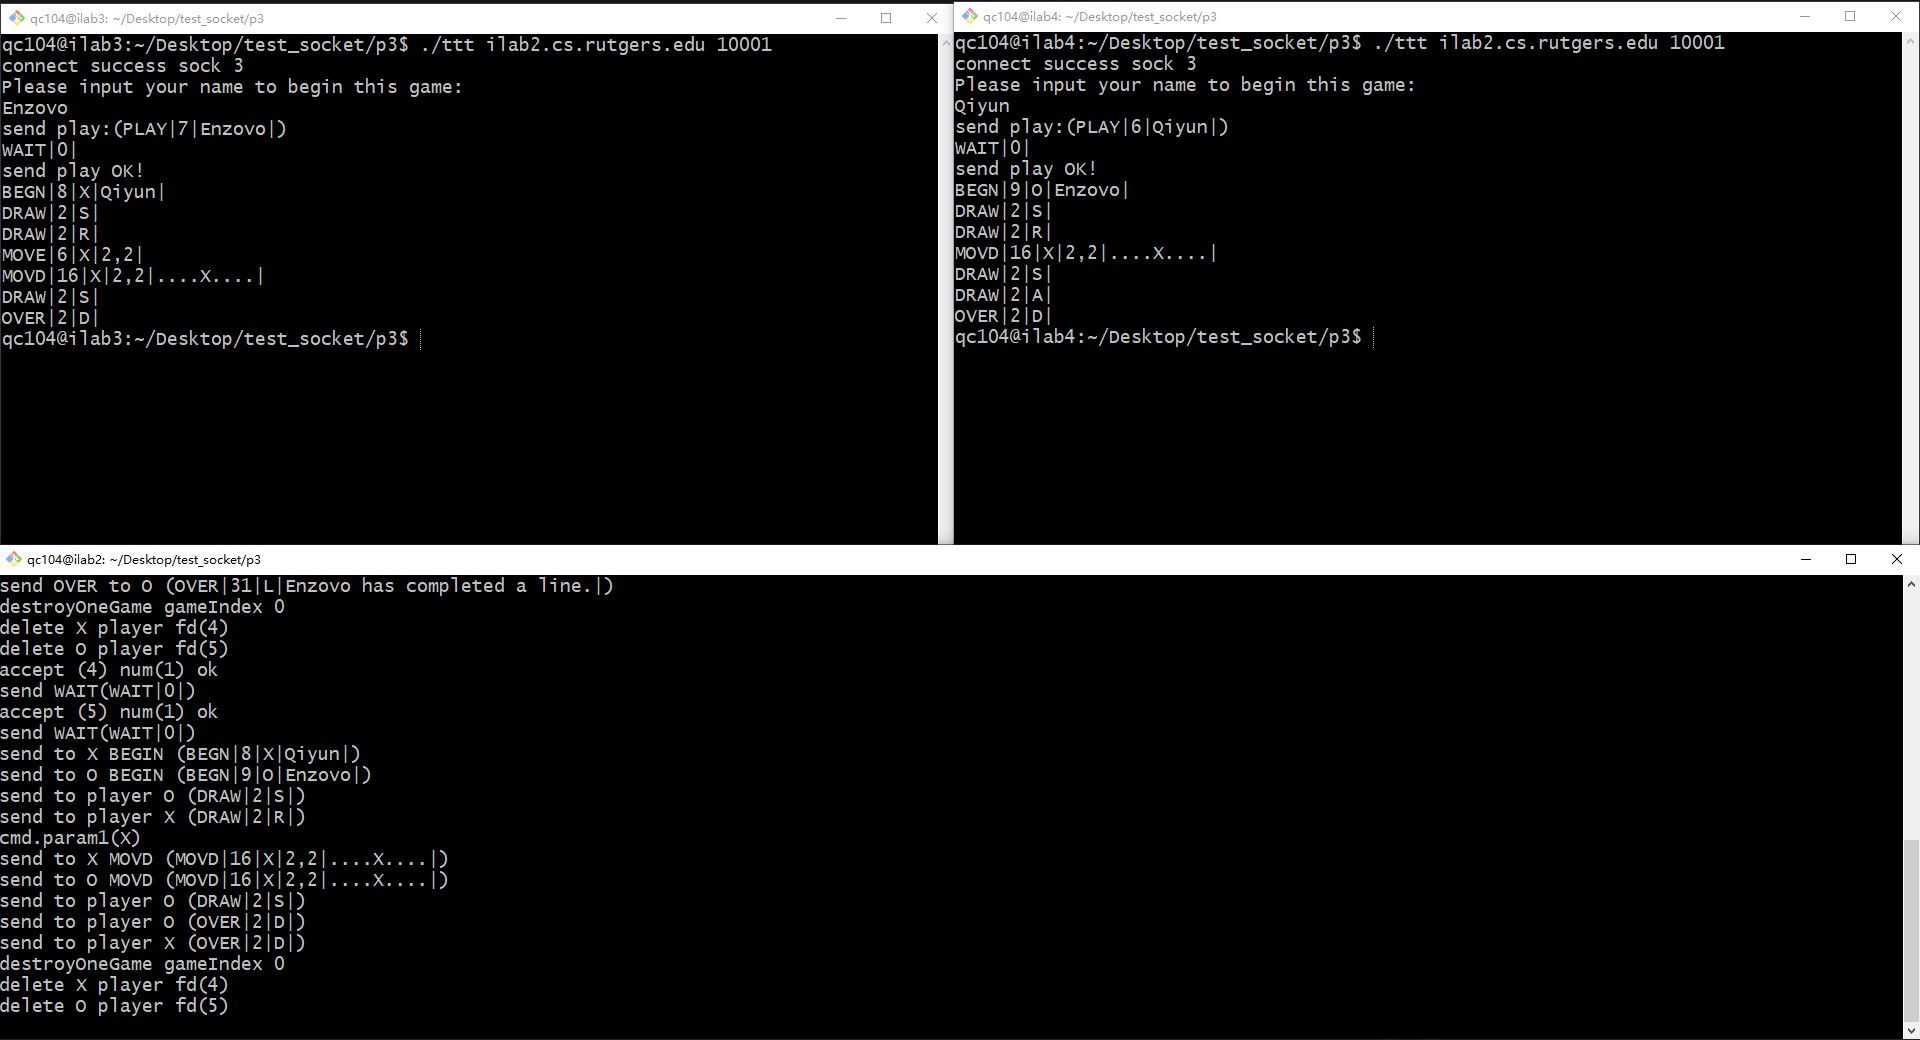 qc104@ilab3: ~/Desktop/test_socket/p3
qc104@ilab3:~/Desktop/test_socket/p3$ ./ttt ilab2.cs.rutgers.edu 10001
connect success sock 3
Please input your name to begin this game:
Enzovo
send play:(PLAY|7|Enzovo|)
WAIT|0|
send play OK!
BEGN|8|X|Qiyun|
DRAW|2|S|
DRAW|2|R|
MOVE|6|X|2,2|
MOVD|16|X|2,2|....X....|
DRAW|2|S|
OVER|2|D|
qc104@ilab3:~/Desktop/test_socket/p3$
qc104@ilab4: ~/Desktop/test_socket/p3
qc104@ilab4:~/Desktop/test_socket/p3$ ./ttt ilab2.cs.rutgers.edu 10001
connect success sock 3
Please input your name to begin this game:
Qiyun
send play:(PLAY|6|Qiyun|)
WAIT|0|
send play OK!
BEGN|9|O|Enzovo|
DRAW|2|S|
DRAW|2|R|
MOVD|16|X|2,2|....X....|
DRAW|2|S|
DRAW|2|A|
OVER|2|D|
qc104@ilab4:~/Desktop/test_socket/p3$
qc104@ilab2: ~/Desktop/test_socket/p3
send OVER to O (OVER|31|L|Enzovo has completed a line.|)
destroyOneGame gameIndex 0
delete X player fd(4)
delete O player fd(5)
accept (4) num(1) ok
send WAIT(WAIT|0|)
accept (5) num(1) ok
send WAIT(WAIT|0|)
send to X BEGIN (BEGN|8|X|Qiyun|)
send to O BEGIN (BEGN|9|O|Enzovo|)
send to player O (DRAW|2|S|)
send to player X (DRAW|2|R|)
cmd.param1(X)
send to X MOVD (MOVD|16|X|2,2|....X....|)
send to O MOVD (MOVD|16|X|2,2|....X....|)
send to player O (DRAW|2|S|)
send to player O (OVER|2|D|)
send to player X (OVER|2|D|)
destroyOneGame gameIndex 0
delete X player fd(4)
delete O player fd(5)